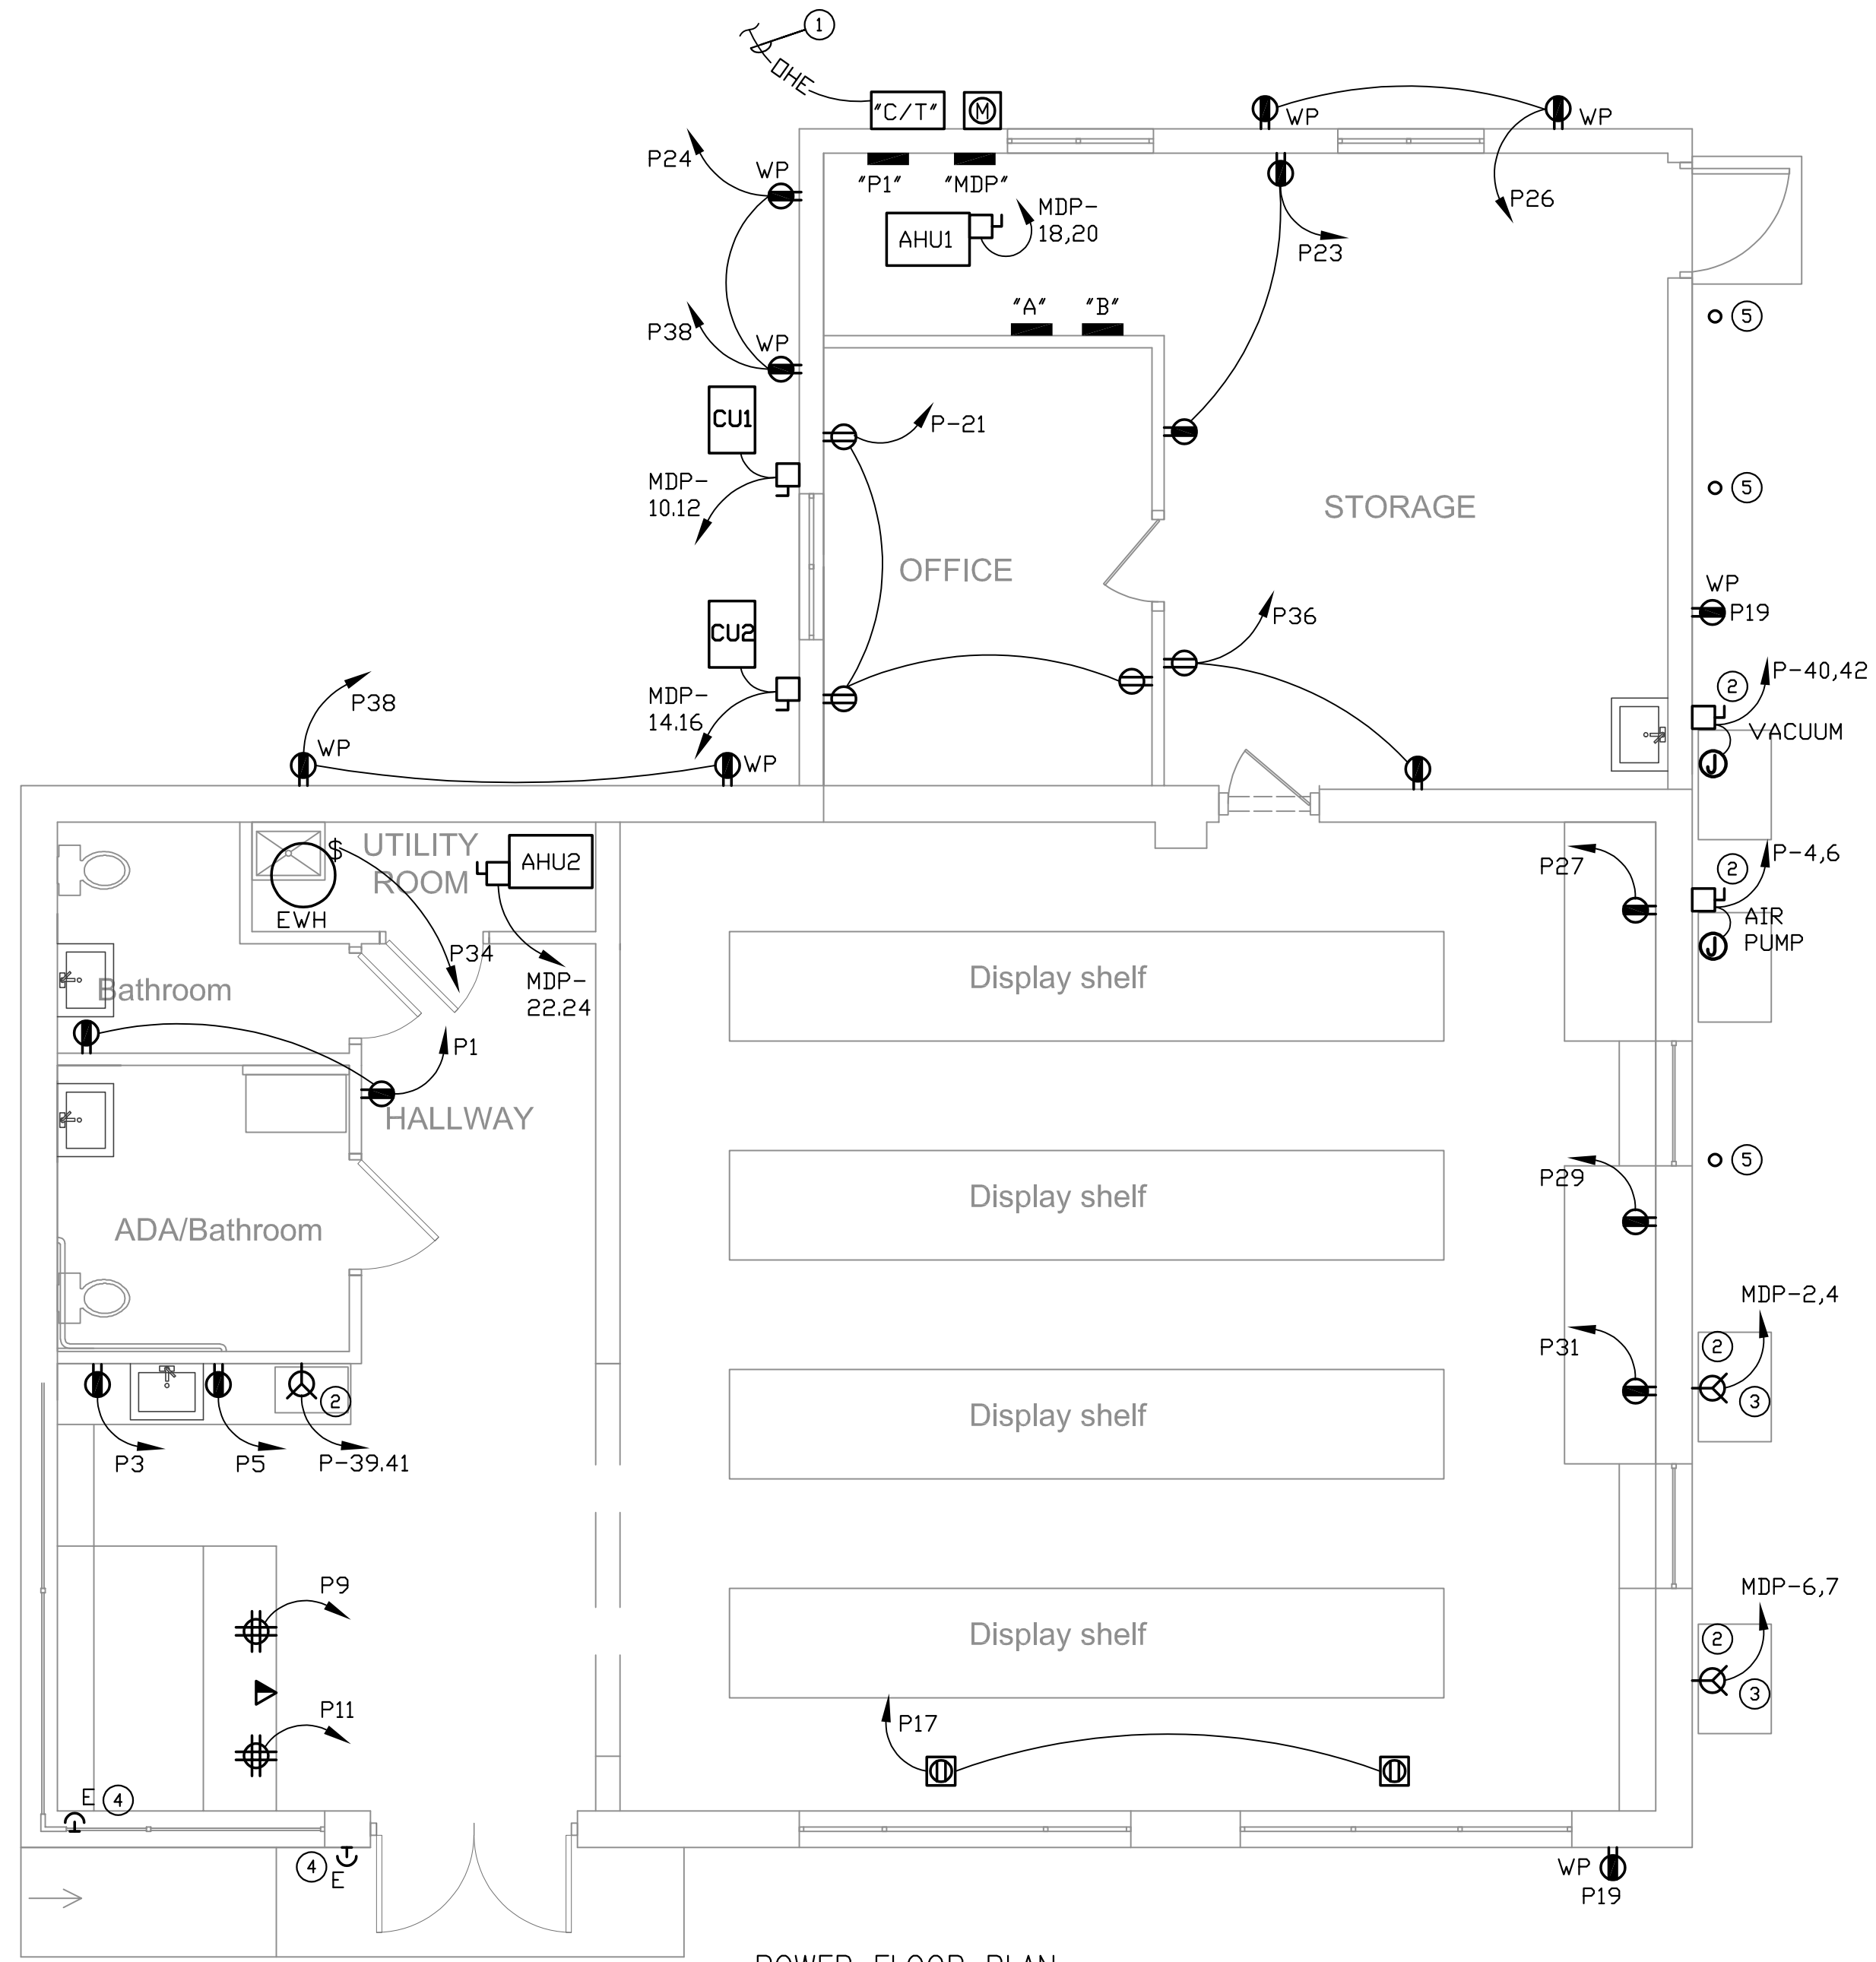 1
OHE
"C/T"
M
WP
WP
P24
WP
"P1"
"MDP"
MDP-
18,20
AHU1
P23
P26
P38
WP
"A"
"B"
5
CU1
P-21
MDP-
10.12
STORAGE
5
OFFICE
WP
P19
CU2
P36
P38
MDP-
14.16
2
P-40,42
VACUUM
J
WP
WP
$
UTILITY
ROOM
AHU2
EWH
P27
2
P-4,6
AIR
PUMP
J
P34
MDP-
22.24
Bathroom
Display shelf
P1
HALLWAY
5
P29
Display shelf
ADA/Bathroom
MDP-2,4
P31
2
3
2
P3
P5
P-39.41
Display shelf
P9
MDP-6,7
2
3
Display shelf
P11
P17
E
4
4
E
WP
P19
POWER FLOOR PLAN